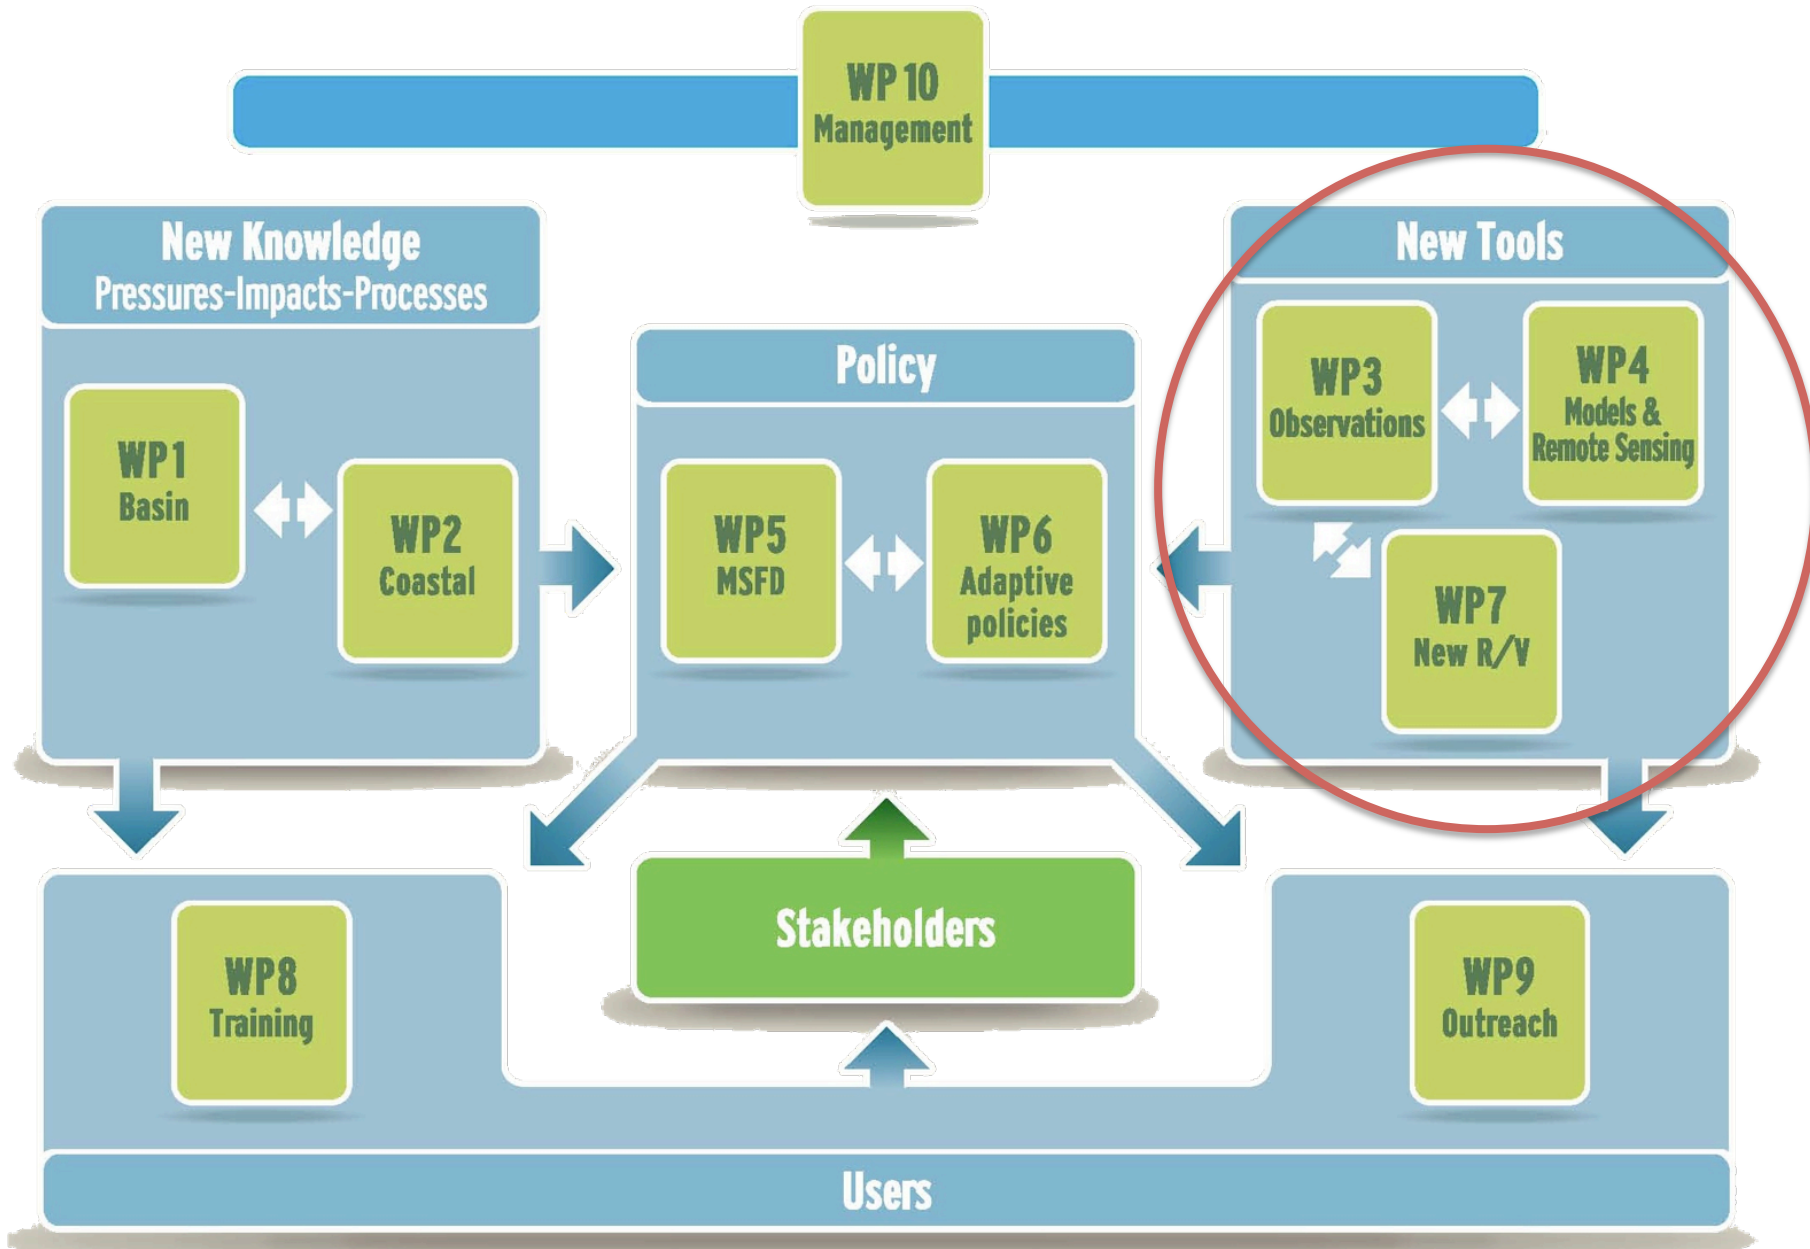 WP 10
Management
New Knowledge
Pressures-Impacts-Processes
WP1
Basin
WP2
Coastal
Policy
WP5
MSFD
WP6
Adaptive
policies
New Tools
WP3
Observations
WP4
Models &
Remote Sensing
WP7
New R/V
Stakeholders
WP8
Training
WP9
Outreach
Users